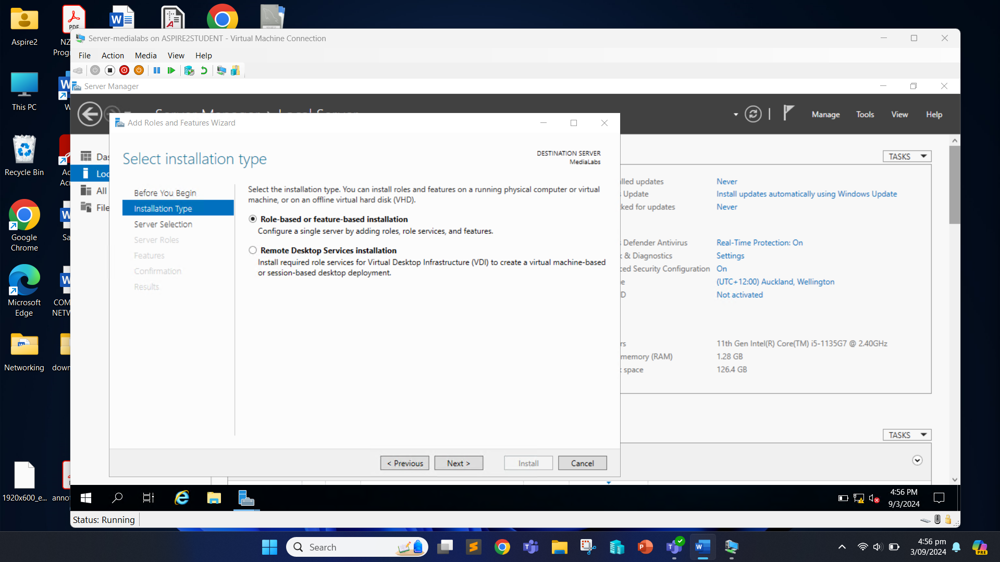 Aspire2
PDF
NZ
Progr
Server-medialabs on ASPIRE2STUDENT - Virtual Machine Connection
File Action Media View Help
Server Manager
Manage Tools View Help
Add Roles and Features Wizard
Select installation type
DESTINATION SERVER
MediaLabs
Before You Begin
Installation Type
Server Selection
Server Roles
Features
Confirmation
Results
Select the installation type. You can install roles and features on a running physical computer or virtual
machine, or on an offline virtual hard disk (VHD).
Role-based or feature-based installation
Configure a single server by adding roles, role services, and features.
Remote Desktop Services installation
Install required role services for Virtual Desktop Infrastructure (VDI) to create a virtual machine-based
or session-based desktop deployment.
< Previous Next > Install Cancel
Das
Loc
All
File
TASKS
lled updates Never
Update Install updates automatically using Windows Update
ked for updates Never
Defender Antivirus Real-Time Protection: On
& Diagnostics Settings
ced Security Configuration On
e (UTC+12:00) Auckland, Wellington
D Not activated
rs 11th Gen Intel(R) Core(TM) i5-1135G7 @ 2.40GHz
memory (RAM) 1.28 GB
space 126.4 GB
TASKS
This PC
W
Recycle Bin
Ad
Acr
Google
Chrome
Sa
Microsoft
Edge
COM
NETW
Networking
down
1920x600_e...
annot
4:56 PM
9/3/2024
Status: Running
Search
4:56 pm
3/09/2024
PRE